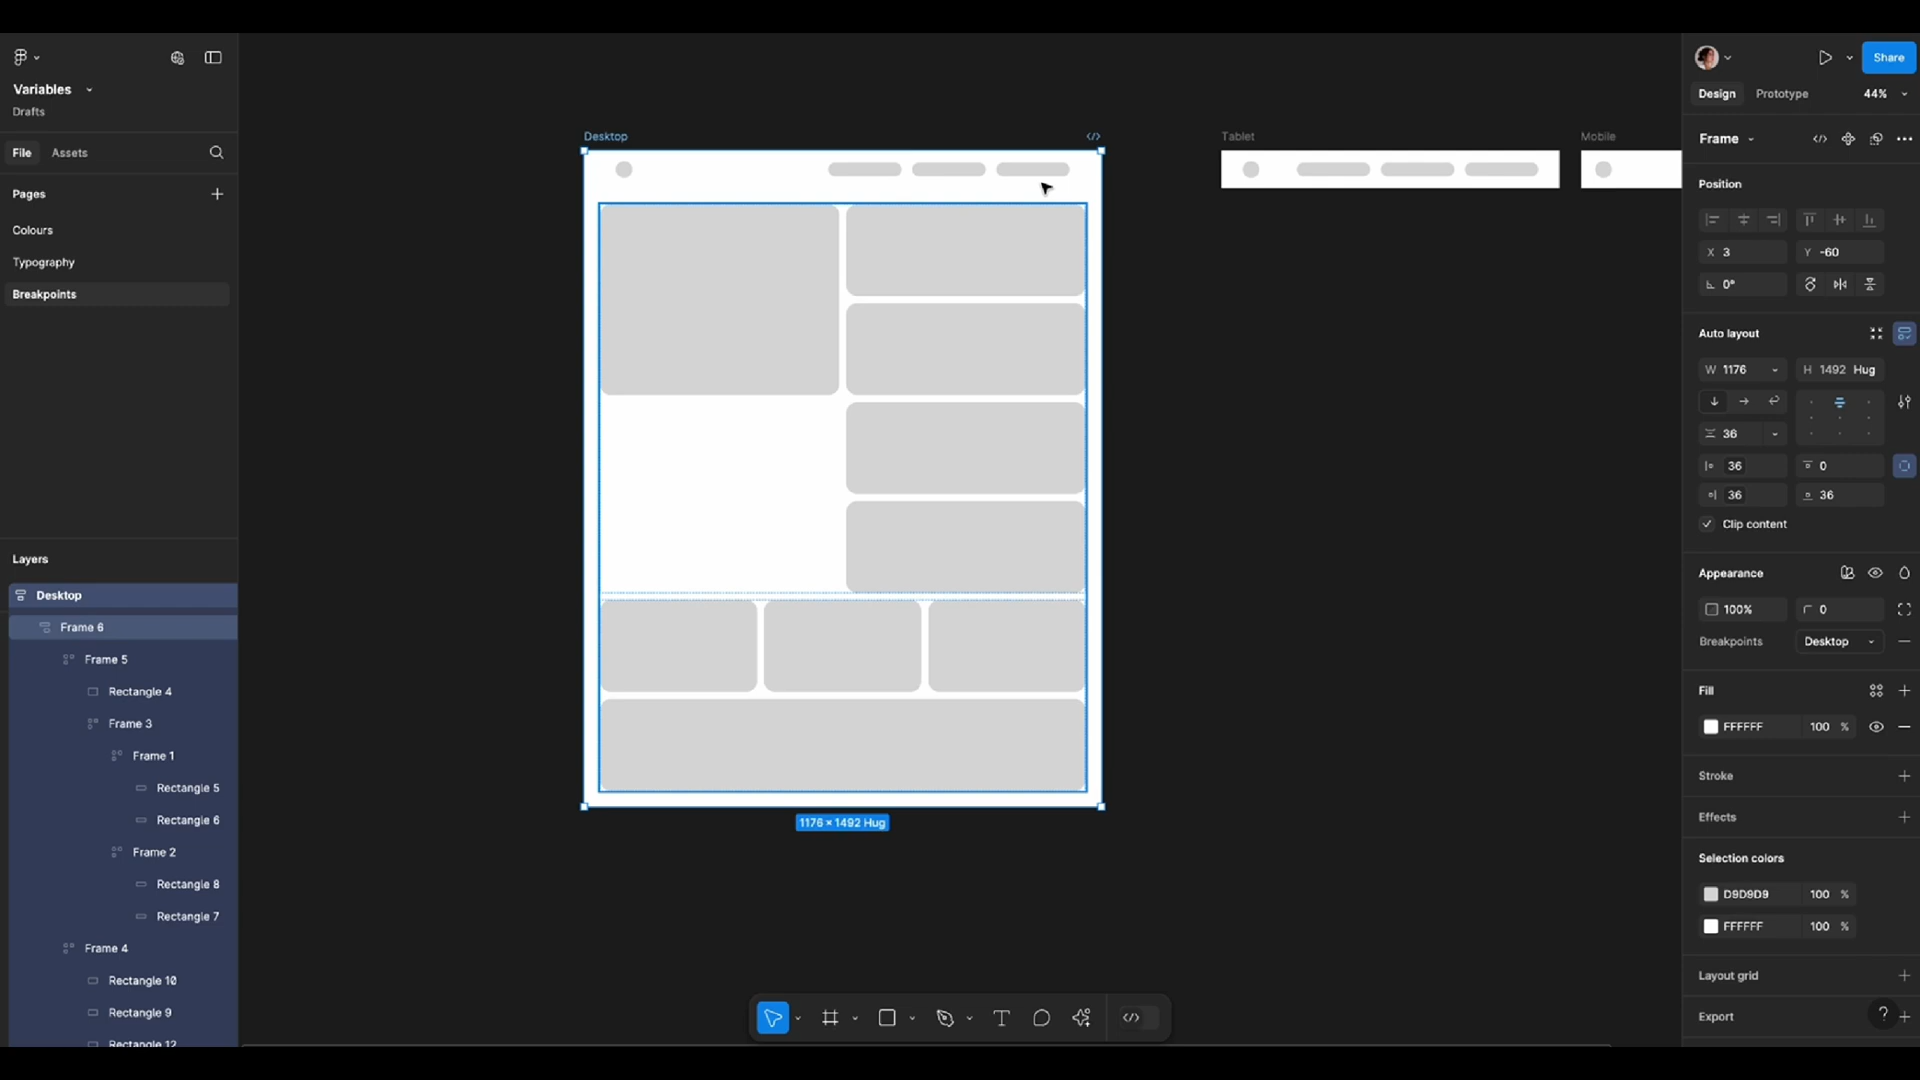 Variables
Drafts
File Assets
Pages
Colours
Typography
Breakpoints
Layers
Desktop
Frame 6
Frame 5
Rectangle 4
Frame 3
Frame 1
Rectangle 5
Rectangle 6
Frame 2
Rectangle 8
Rectangle 7
Frame 4
Rectangle 10
Rectangle 9
Rectangle 12
Desktop
Tablet
Mobile
1176 × 1492 Hug
Share
Design Prototype 44%
Frame
Position
X 3 Y -60
0°
Auto layout
W 1176 H 1492 Hug
36
36 0
36 36
Clip content
Appearance
100% 0
Breakpoints Desktop
Fill
FFFFFF 100 %
Stroke
Effects
Selection colors
D9D9D9 100 %
FFFFFF 100 %
Layout grid
Export ?